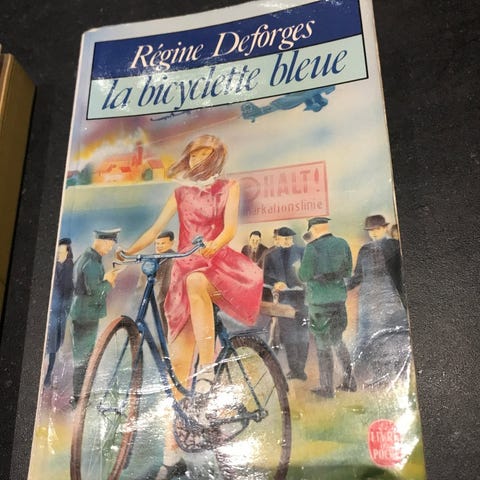 Régine Deforges
la bicyclette bleue
HALT!
markationslinie
LE LIVRE
DE POCHE